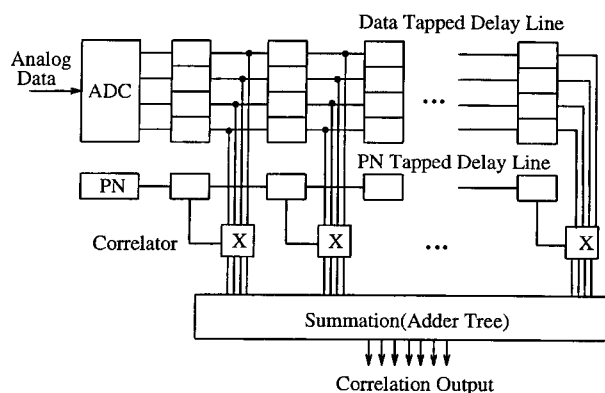 Data Tapped Delay Line
Analog
Data
ADC
...
PN Tapped Delay Line
PN
Correlator
X
X
...
X
Summation(Adder Tree)
Correlation Output